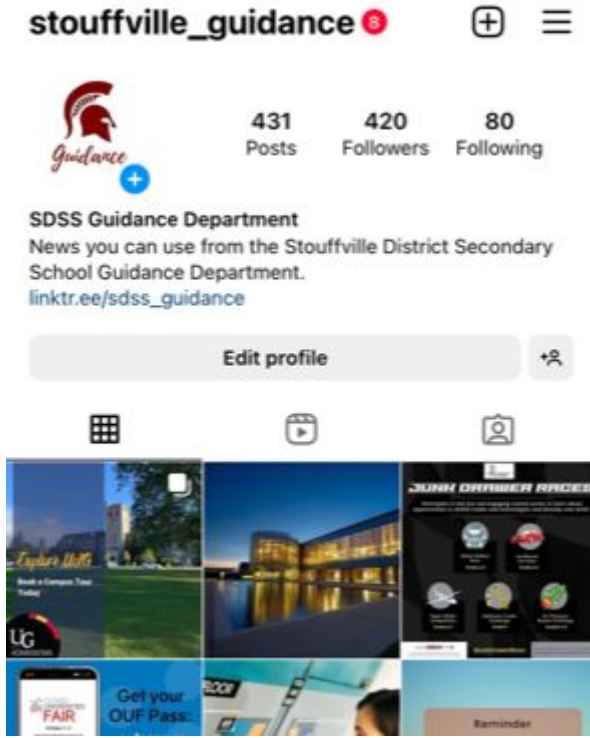 stouffville_guidance 8
Guidance
431 420 80
Posts Followers Following
SDSS Guidance Department
News you can use from the Stouffville District Secondary
School Guidance Department.
linktr.ee/sdss_guidance
Edit profile
JUNK DRAWER RACES
Explore UofG
Book a Campus Tour
Today
UG
FAIR
Get your
OUF Pass:
Reminder